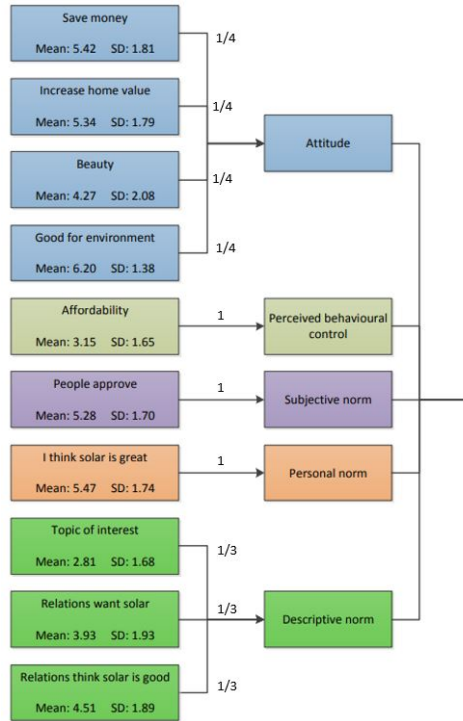 Save money
Mean: 5.42 SD: 1.81
1/4
Increase home value
Mean: 5.34 SD: 1.79
1/4
Attitude
Beauty
Mean: 4.27 SD: 2.08
1/4
Good for environment
Mean: 6.20 SD: 1.38
1/4
Affordability
Mean: 3.15 SD: 1.65
1
Perceived behavioural
control
People approve
Mean: 5.28 SD: 1.70
1
Subjective norm
I think solar is great
Mean: 5.47 SD: 1.74
1
Personal norm
Topic of interest
Mean: 2.81 SD: 1.68
1/3
Relations want solar
Mean: 3.93 SD: 1.93
1/3
Descriptive norm
Relations think solar is good
Mean: 4.51 SD: 1.89
1/3